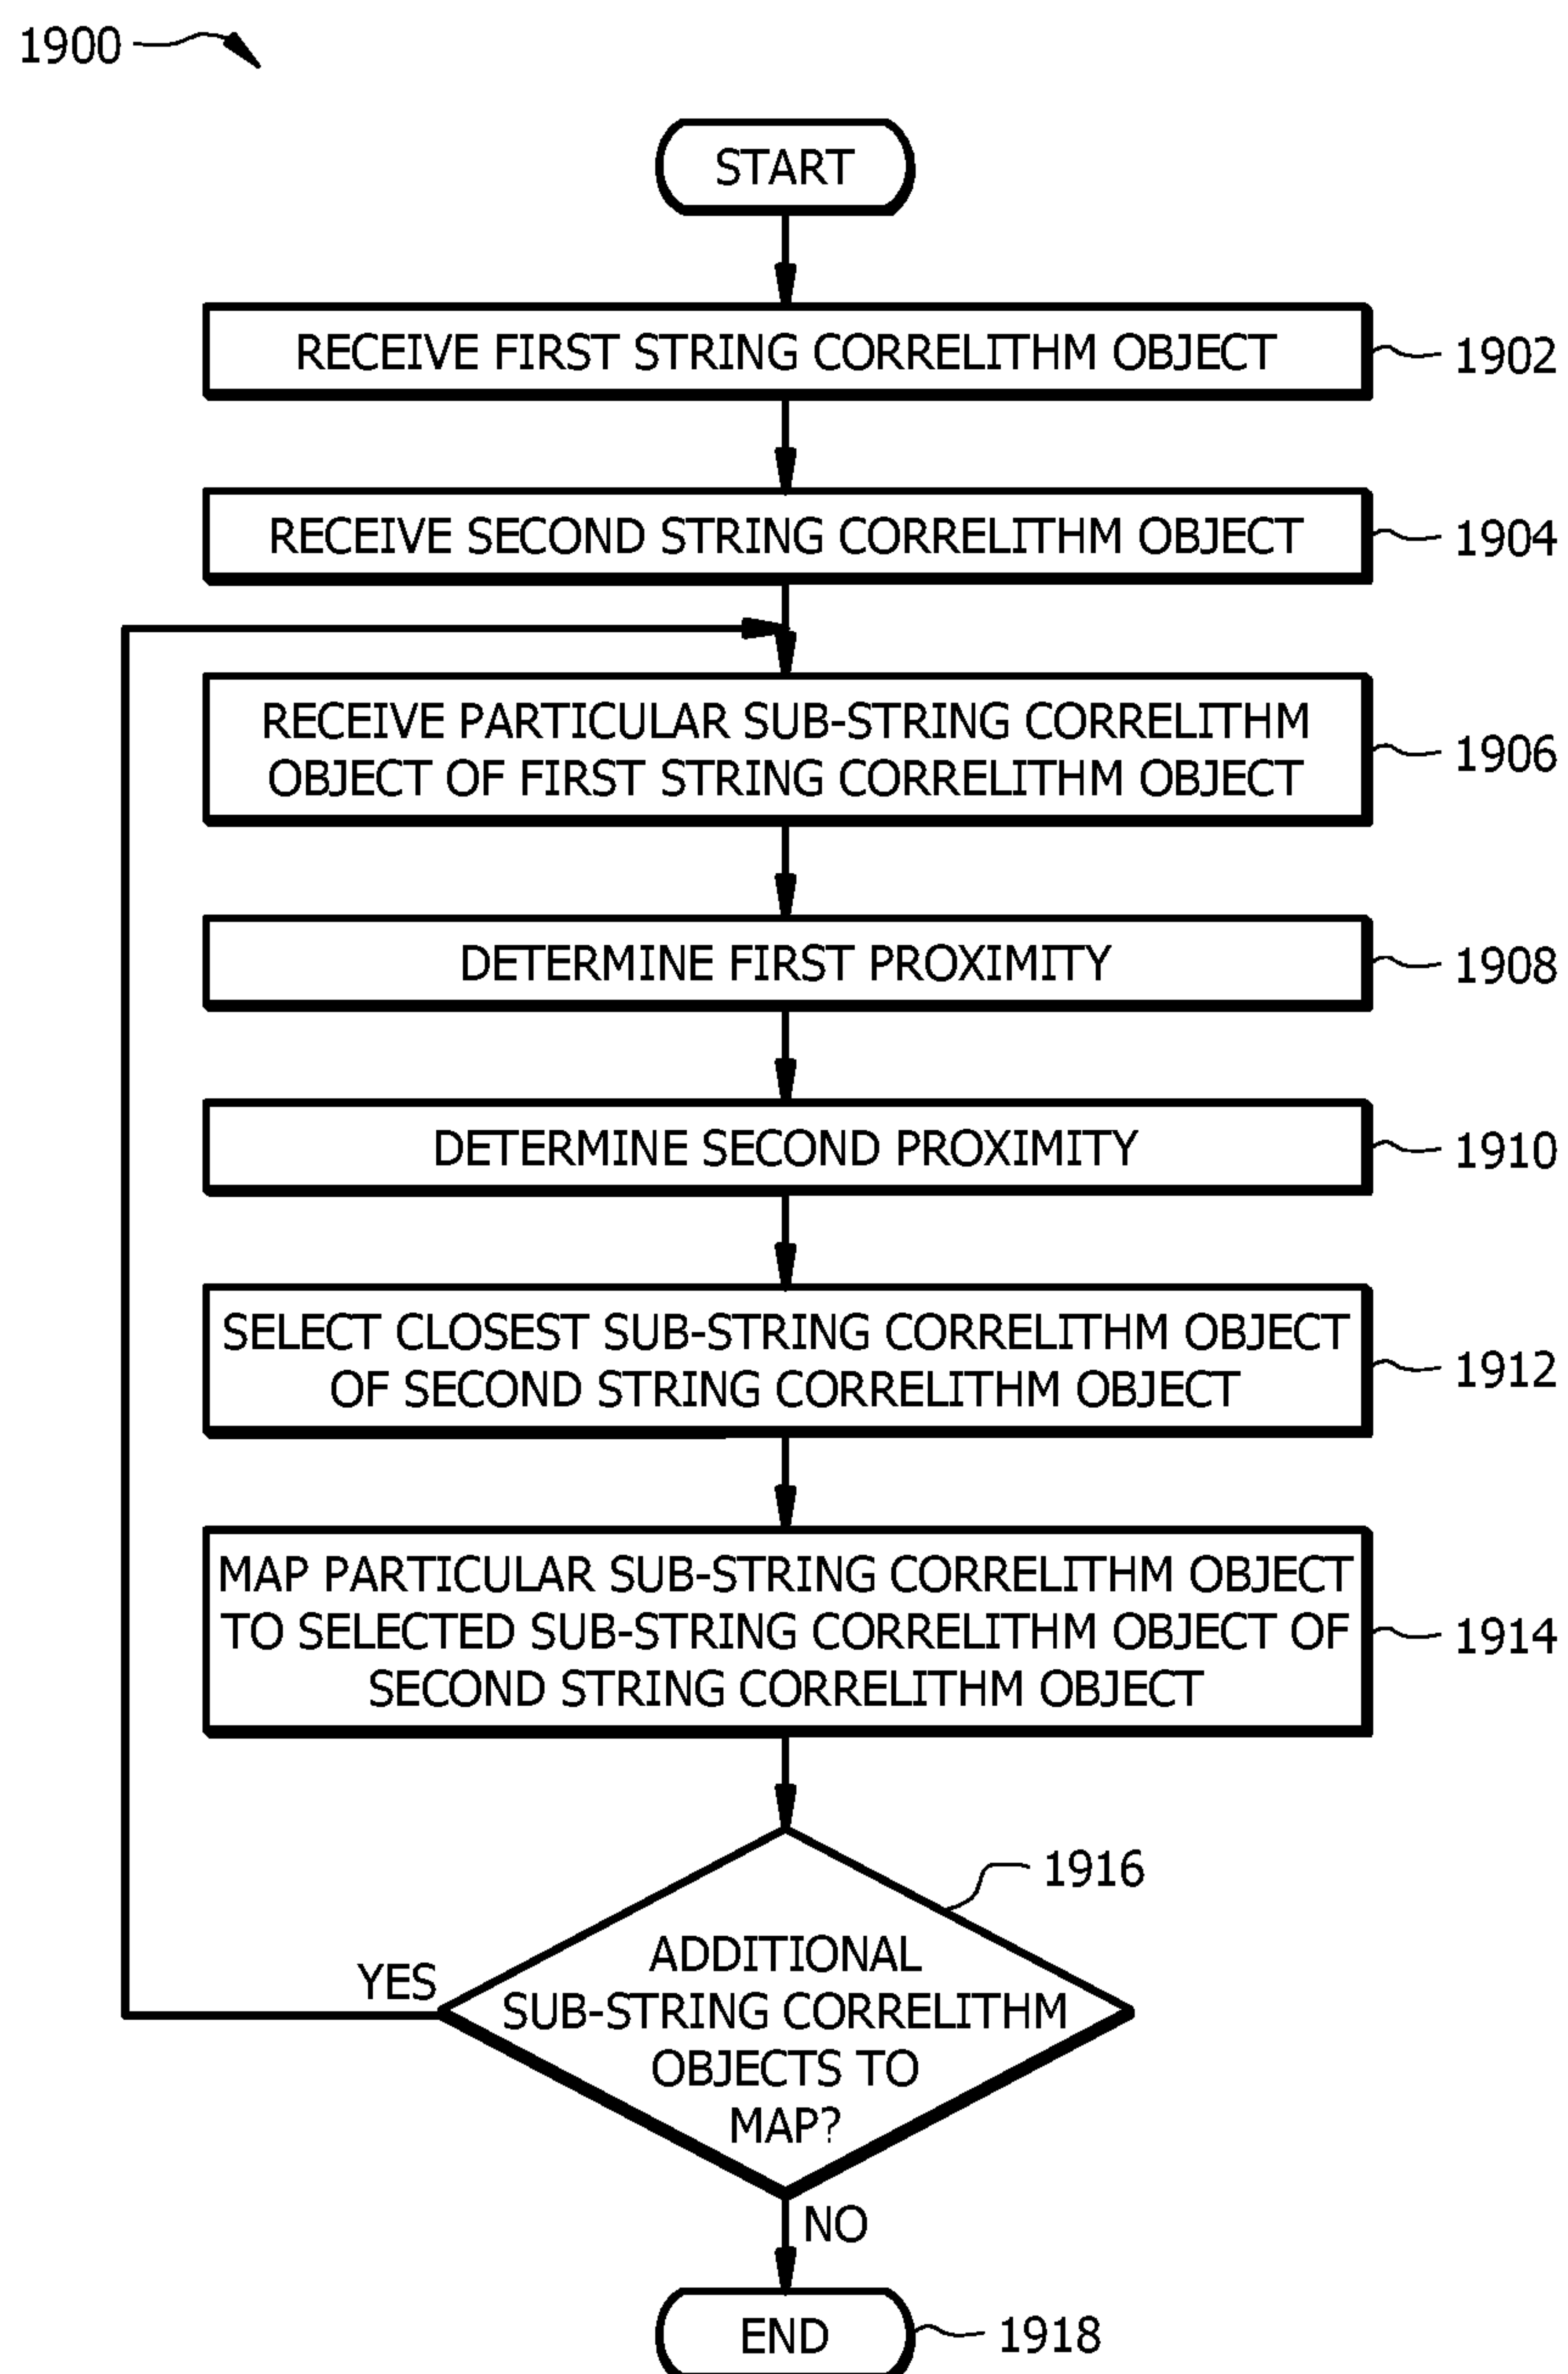 1900
START
RECEIVE FIRST STRING CORRELITHM OBJECT
1902
RECEIVE SECOND STRING CORRELITHM OBJECT
1904
RECEIVE PARTICULAR SUB-STRING CORRELITHM
OBJECT OF FIRST STRING CORRELITHM OBJECT
1906
DETERMINE FIRST PROXIMITY
1908
DETERMINE SECOND PROXIMITY
1910
SELECT CLOSEST SUB-STRING CORRELITHM OBJECT
OF SECOND STRING CORRELITHM OBJECT
1912
MAP PARTICULAR SUB-STRING CORRELITHM OBJECT
TO SELECTED SUB-STRING CORRELITHM OBJECT OF
SECOND STRING CORRELITHM OBJECT
1914
1916
ADDITIONAL
SUB-STRING CORRELITHM
OBJECTS TO
MAP?
YES
NO
END
1918